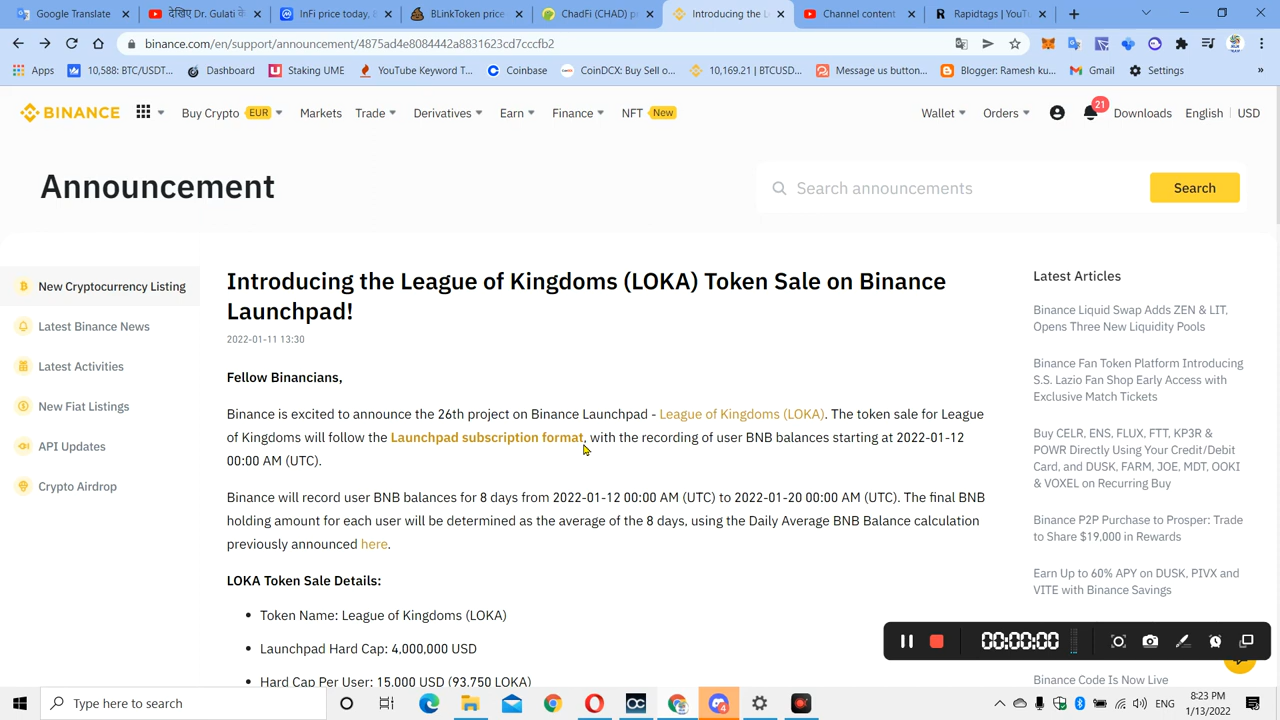 Google Translate
देखिए Dr. Gulati के
InFi price today, In
BLinkToken price
ChadFi (CHAD) p
Introducing the L
Channel content
Rapidtags | YouTu
binance.com/en/support/announcement/4875ad4e8084442a8831623cd7cccfb2
Apps
10,588: BTC/USDT...
Dashboard
Staking UME
YouTube Keyword T...
Coinbase
CoinDCX: Buy Sell o...
10,169.21 | BTCUSD...
Message us button...
Blogger: Ramesh ku...
Gmail
Settings
BINANCE
Buy Crypto EUR
Markets
Trade
Derivatives
Earn
Finance
NFT New
Wallet
Orders
21
Downloads
English
USD
Announcement
Search announcements
Search
New Cryptocurrency Listing
Latest Binance News
Latest Activities
New Fiat Listings
API Updates
Crypto Airdrop
Introducing the League of Kingdoms (LOKA) Token Sale on Binance
Launchpad!
2022-01-11 13:30
Fellow Binancians,
Binance is excited to announce the 26th project on Binance Launchpad - League of Kingdoms (LOKA). The token sale for League
of Kingdoms will follow the Launchpad subscription format, with the recording of user BNB balances starting at 2022-01-12
00:00 AM (UTC).
Binance will record user BNB balances for 8 days from 2022-01-12 00:00 AM (UTC) to 2022-01-20 00:00 AM (UTC). The final BNB
holding amount for each user will be determined as the average of the 8 days, using the Daily Average BNB Balance calculation
previously announced here.
LOKA Token Sale Details:
• Token Name: League of Kingdoms (LOKA)
• Launchpad Hard Cap: 4,000,000 USD
• Hard Cap Per User: 15,000 USD (93,750 LOKA)
Latest Articles
Binance Liquid Swap Adds ZEN & LIT,
Opens Three New Liquidity Pools
Binance Fan Token Platform Introducing
S.S. Lazio Fan Shop Early Access with
Exclusive Match Tickets
Buy CELR, ENS, FLUX, FTT, KP3R &
POWR Directly Using Your Credit/Debit
Card, and DUSK, FARM, JOE, MDT, OOKI
& VOXEL on Recurring Buy
Binance P2P Purchase to Prosper: Trade
to Share $19,000 in Rewards
Earn Up to 60% APY on DUSK, PIVX and
VITE with Binance Savings
00:00:00
Binance Code Is Now Live
Type here to search
4
ENG
8:23 PM
1/13/2022